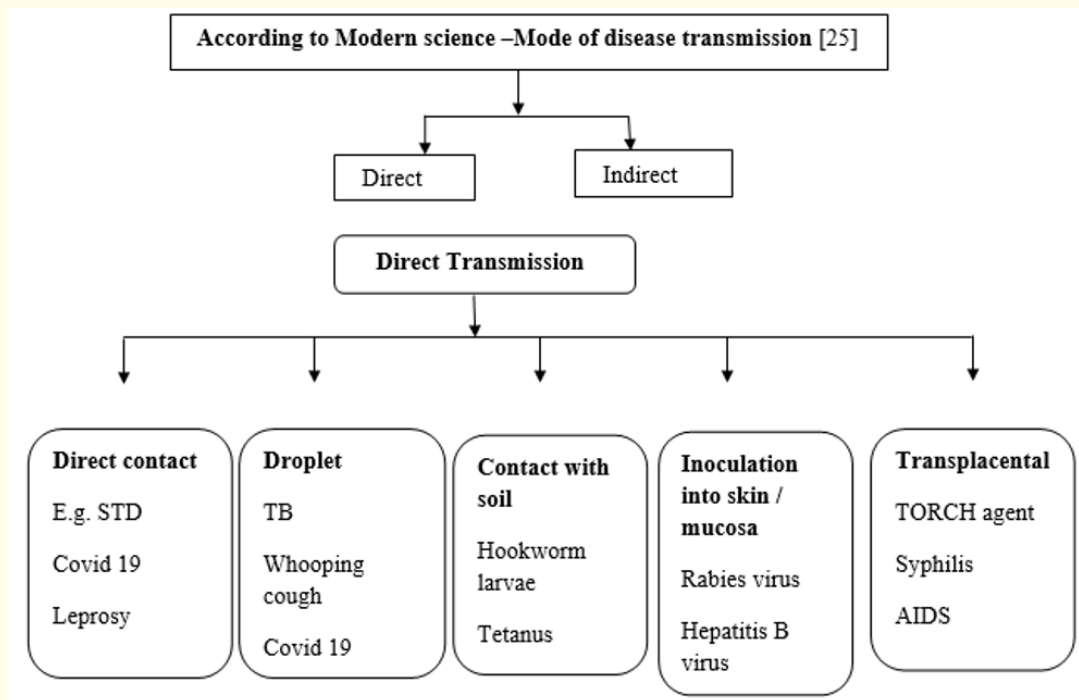 According to Modern science –Mode of disease transmission [25]
Direct
Indirect
Direct Transmission
Direct contact
E.g. STD
Covid 19
Leprosy
Droplet
TB
Whooping
cough
Covid 19
Contact with
soil
Hookworm
larvae
Tetanus
Inoculation
into skin /
mucosa
Rabies virus
Hepatitis B
virus
Transplacental
TORCH agent
Syphilis
AIDS